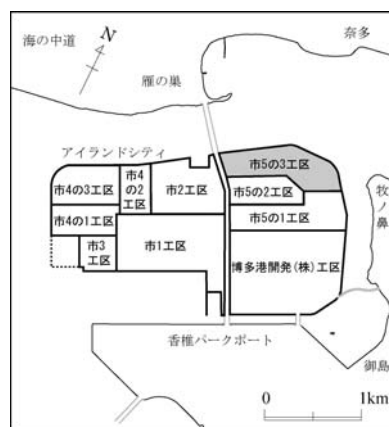 海の中道
N
奈多
雁の巣
アイランドシティ
市5の3工区
市4の3工区
市4
の2
工区
市2工区
市5の2工区
牧ノ鼻
市4の1工区
市5の1工区
市3
工区
市1工区
博多港開発(株)工区
香椎パークポート
御島
0 1km